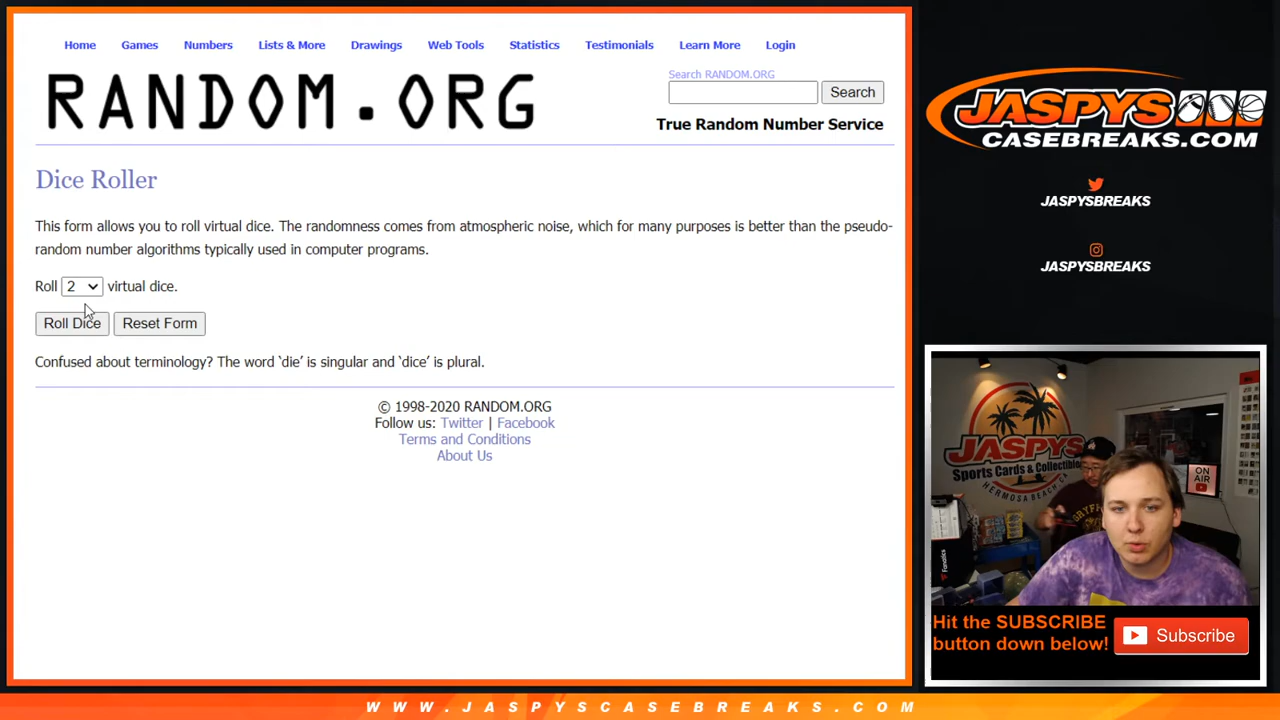 Home Games Numbers Lists & More Drawings Web Tools Statistics Testimonials Learn More Login
RANDOM.ORG
Search RANDOM.ORG
Search
True Random Number Service
Dice Roller
This form allows you to roll virtual dice. The randomness comes from atmospheric noise, which for many purposes is better than the pseudo-
random number algorithms typically used in computer programs.
Roll 2 virtual dice.
Roll Dice Reset Form
Confused about terminology? The word ‘die’ is singular and ‘dice’ is plural.
© 1998-2020 RANDOM.ORG
Follow us: Twitter | Facebook
Terms and Conditions
About Us
JASPYS
CASEBREAKS.COM
JASPYSBREAKS
JASPYSBREAKS
JASPYS
Sports Cards & Collectibles
HERMOSA BEACH, CA
ON
AIR
Fanatics
Hit the SUBSCRIBE
button down below!
Subscribe
WWW.JASPYSCASEBREAKS.COM